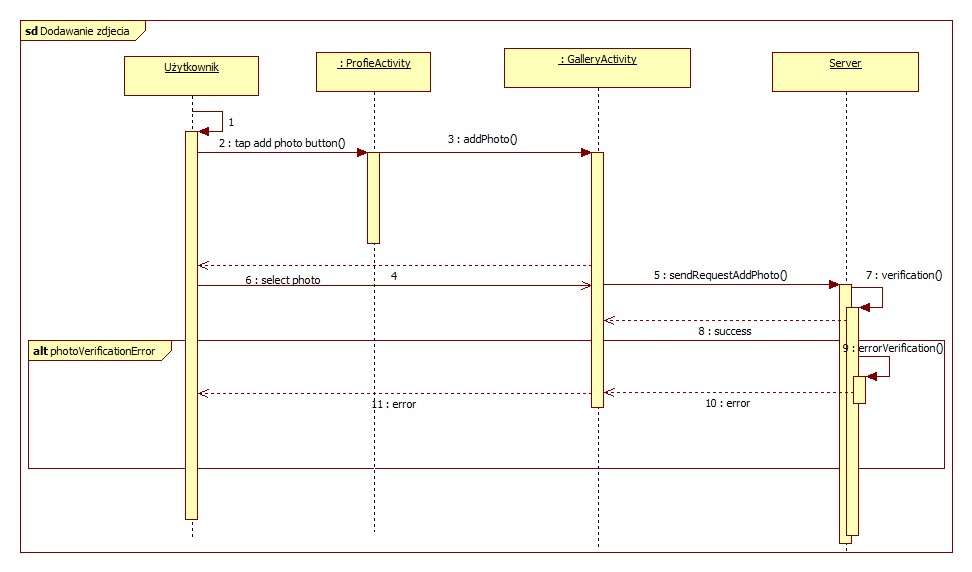 sd Dodawanie zdjecia
Użytkownik
: ProfieActivity
: GalleryActivity
Server
1
2 : tap add photo button()
3 : addPhoto()
4
5 : sendRequestAddPhoto()
6 : select photo
7 : verification()
8 : success
alt photoVerificationError
9 : errorVerification()
10 : error
11 : error